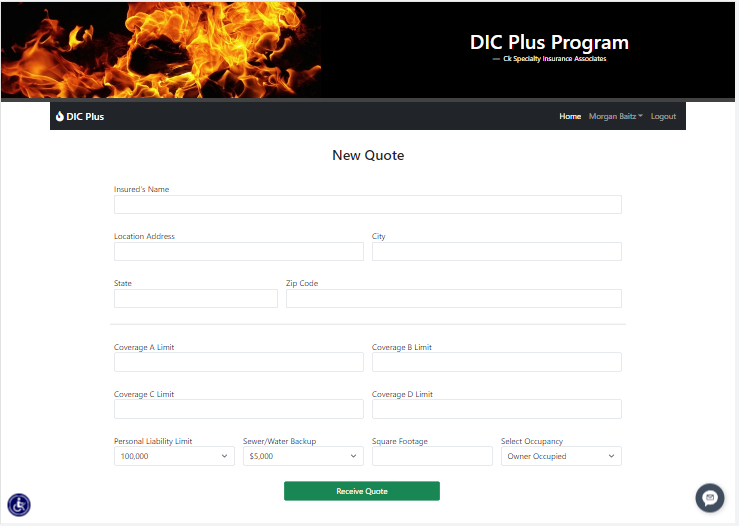 DIC Plus Program
— Ck Specialty Insurance Associates
DIC Plus
Home Morgan Baitz Logout
New Quote
Insured's Name
Location Address City
State Zip Code
Coverage A Limit Coverage B Limit
Coverage C Limit Coverage D Limit
Personal Liability Limit Sewer/Water Backup Square Footage Select Occupancy
100,000 $5,000 Owner Occupied
Receive Quote